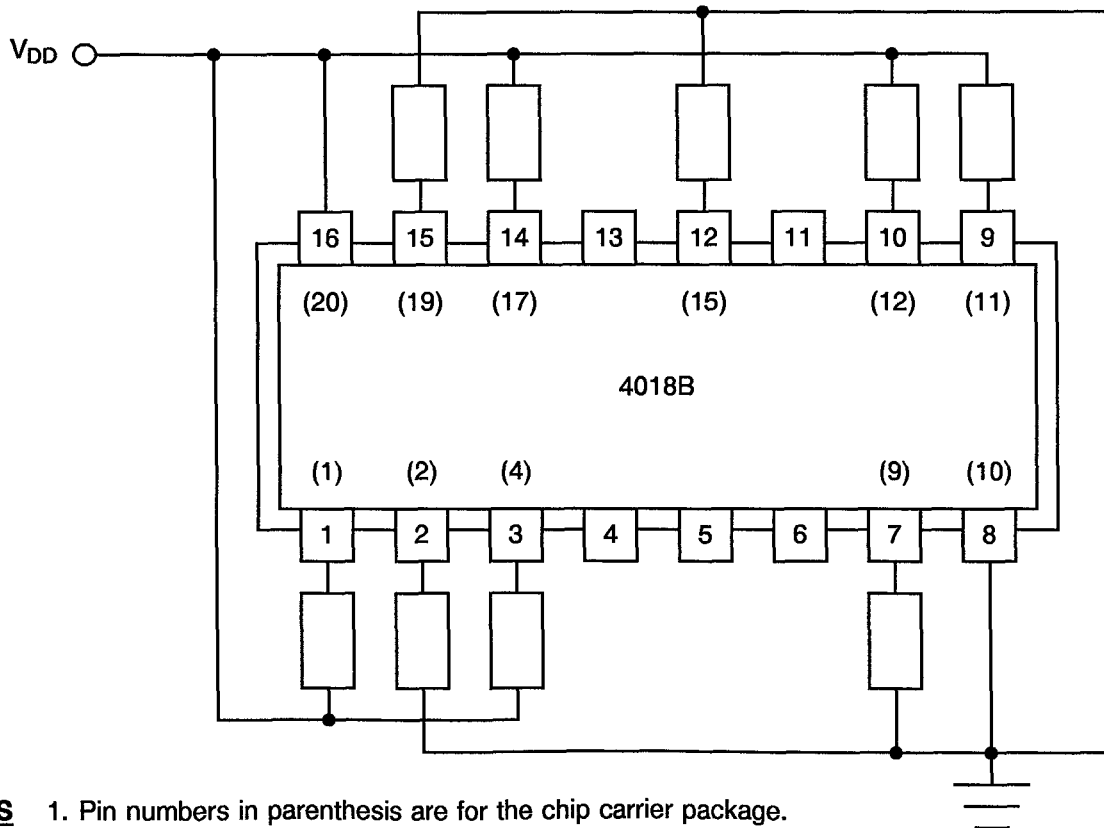 V_DD
16 15 14 13 12 11 10 9
(20) (19) (17) (15) (12) (11)
4018B
(1) (2) (4) (9) (10)
1 2 3 4 5 6 7 8
S 1. Pin numbers in parenthesis are for the chip carrier package.